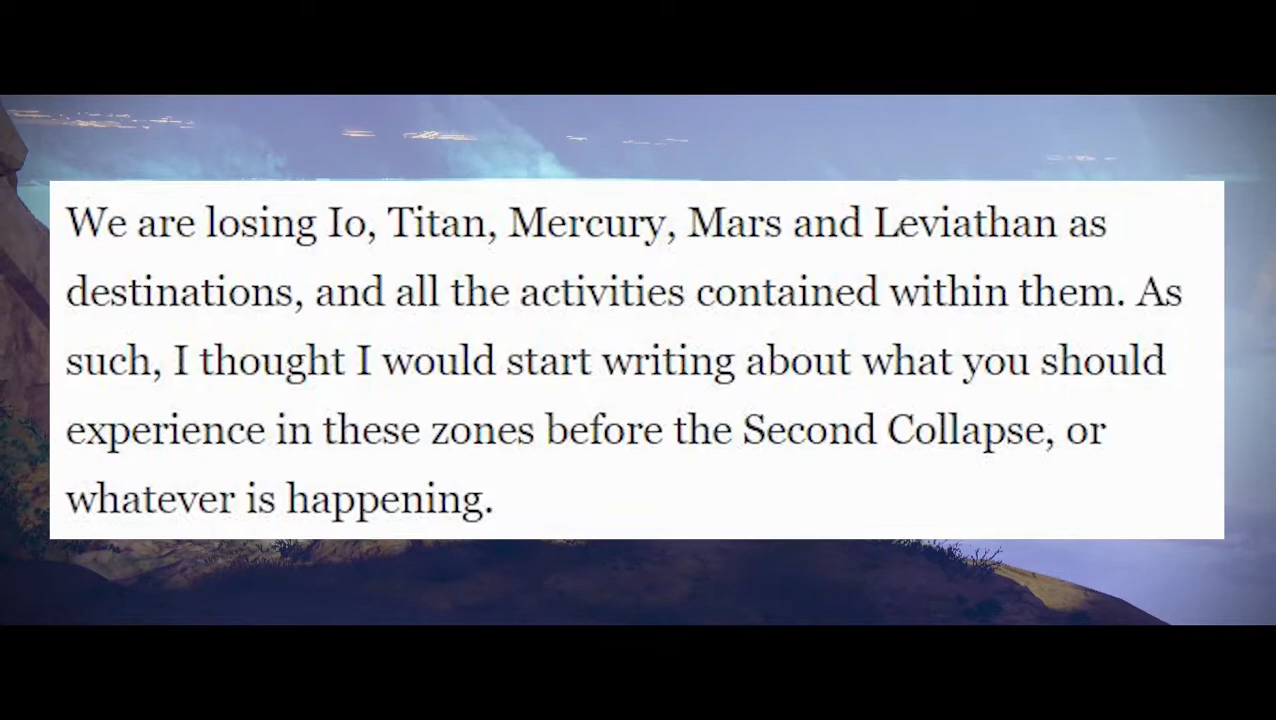 We are losing Io, Titan, Mercury, Mars and Leviathan as
destinations, and all the activities contained within them. As
such, I thought I would start writing about what you should
experience in these zones before the Second Collapse, or
whatever is happening.